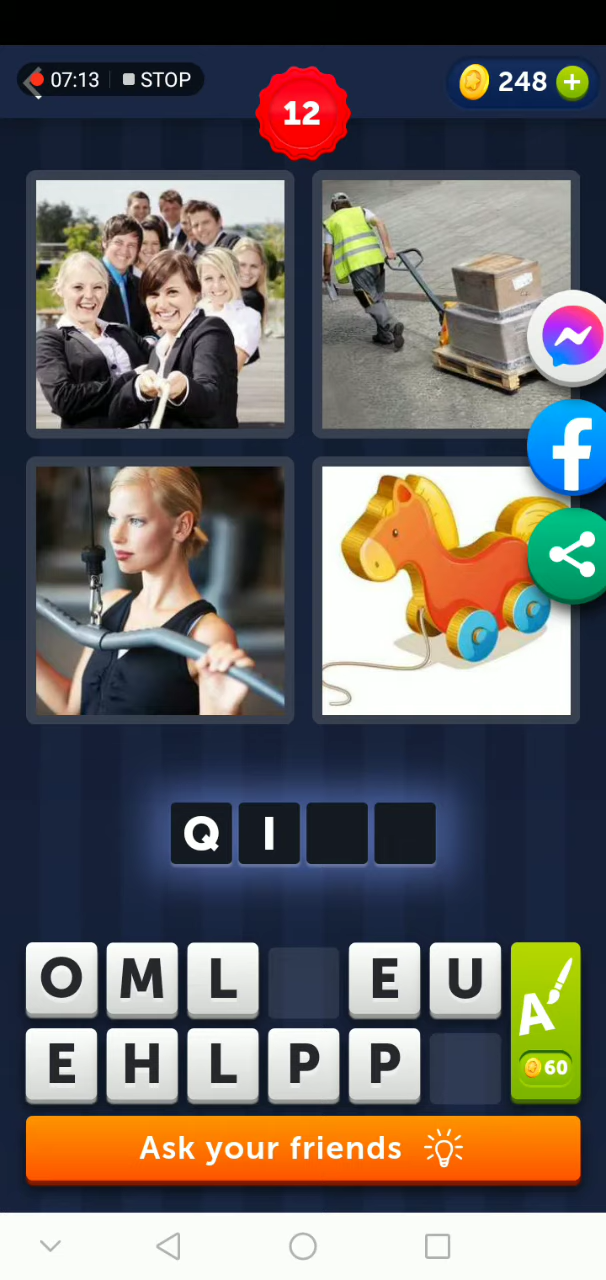 07:13 STOP
12
248 +
Q I
O M L E U
E H L P P
A
60
Ask your friends